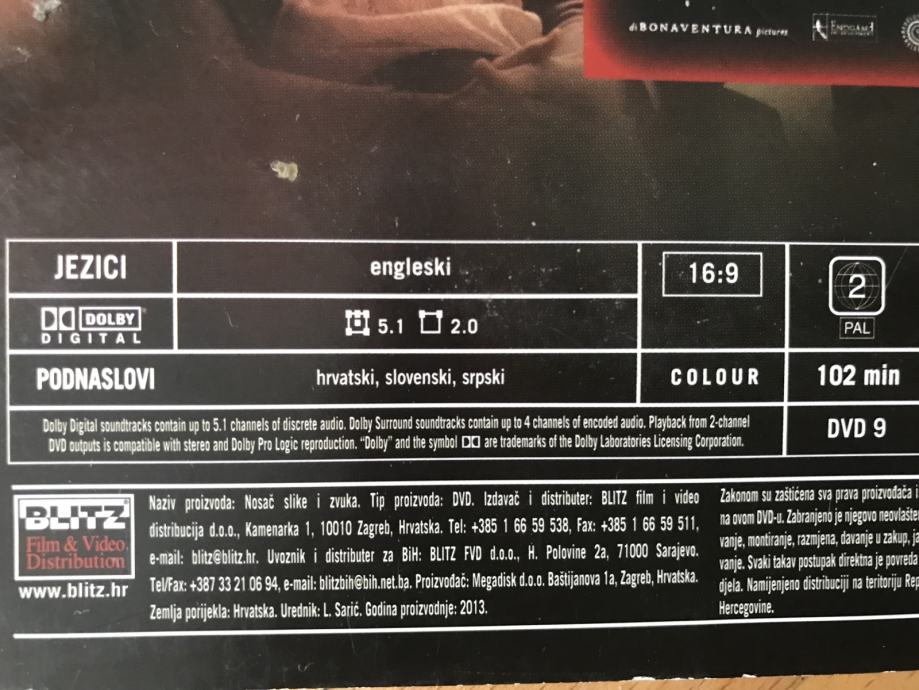 diBONAVENTURA pictures
ENDGAME
JEZICI
engleski
16:9
2
PAL
DOLBY
DIGITAL
5.1 2.0
PODNASLOVI
hrvatski, slovenski, srpski
COLOUR
102 min
Dolby Digital soundtracks contain up to 5.1 channels of discrete audio. Dolby Surround soundtracks contain up to 4 channels of encoded audio. Playback from 2-channel
DVD outputs is compatible with stereo and Dolby Pro Logic reproduction. "Dolby" and the symbol are trademarks of the Dolby Laboratories Licensing Corporation.
DVD 9
BLITZ
Film & Video
Distribution
www.blitz.hr
Naziv proizvoda: Nosač slike i zvuka. Tip proizvoda: DVD. Izdavač i distributer: BLITZ film i video
distribucija d.o.o., Kamenarka 1, 10010 Zagreb, Hrvatska. Tel: +385 1 66 59 538, Fax: +385 1 66 59 511,
e-mail: blitz@blitz.hr. Uvoznik i distributer za BiH: BLITZ FVD d.o.o., H. Polovine 2a, 71000 Sarajevo.
Tel/Fax: +387 33 21 06 94, e-mail: blitzbih@bih.net.ba. Proizvođač: Megadisk d.o.o. Baštijanova 1a, Zagreb, Hrvatska.
Zemlja porijekla: Hrvatska. Urednik: L. Sarić. Godina proizvodnje: 2013.
Zakonom su zaštićena sva prava proizvođača i
na ovom DVD-u. Zabranjeno je njegovo neovlašte
vanje, montiranje, razmjena, davanje u zakup, ja
vanje. Svaki takav postupak direktna je povreda
djela. Namijenjeno distribuciji na teritoriju Rep
Hercegovine.